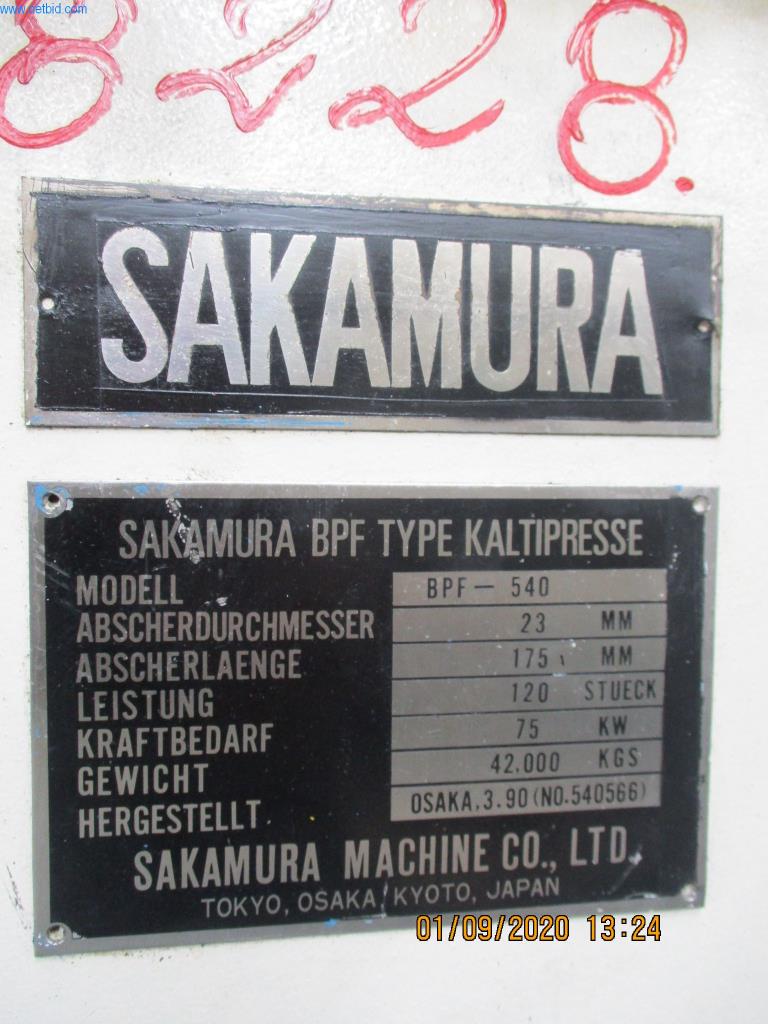 www.netbid.com
8228.
SAKAMURA
SAKAMURA BPF TYPE KALTIPRESSE
MODELL BPF- 540
ABSCHERDURCHMESSER 23 MM
ABSCHERLAENGE 175 MM
LEISTUNG 120 STUECK
KRAFTBEDARF 75 KW
GEWICHT 42,000 KGS
HERGESTELLT OSAKA, 3.90 (NO.540566)
SAKAMURA MACHINE CO., LTD.
TOKYO, OSAKA, KYOTO, JAPAN
01/09/2020 13:24